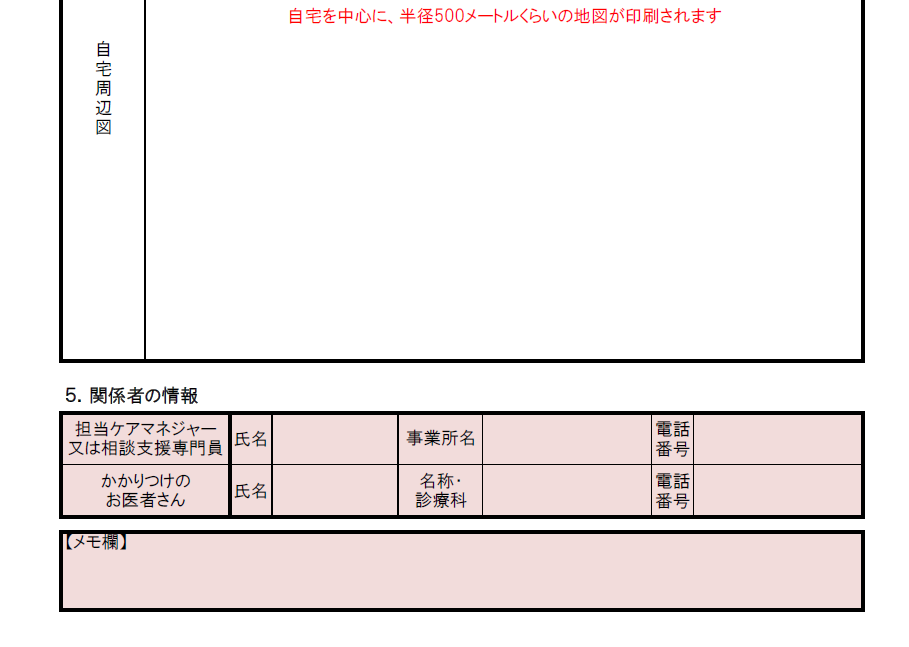 自宅を中心に、半径500メートルくらいの地図が印刷されます
自宅周辺図
5. 関係者の情報
担当ケアマネジャー
又は相談支援専門員
氏名
事業所名
電話
番号
かかりつけの
お医者さん
氏名
名称・
診療科
電話
番号
【メモ欄】